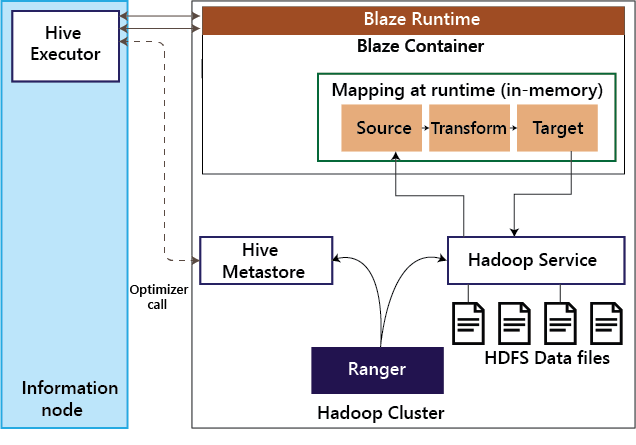 Hive
Executor
Blaze Runtime
Blaze Container
Mapping at runtime (in-memory)
Source
Transform
Target
Hive
Metastore
Hadoop Service
Optimizer
call
HDFS Data files
Ranger
Information
node
Hadoop Cluster